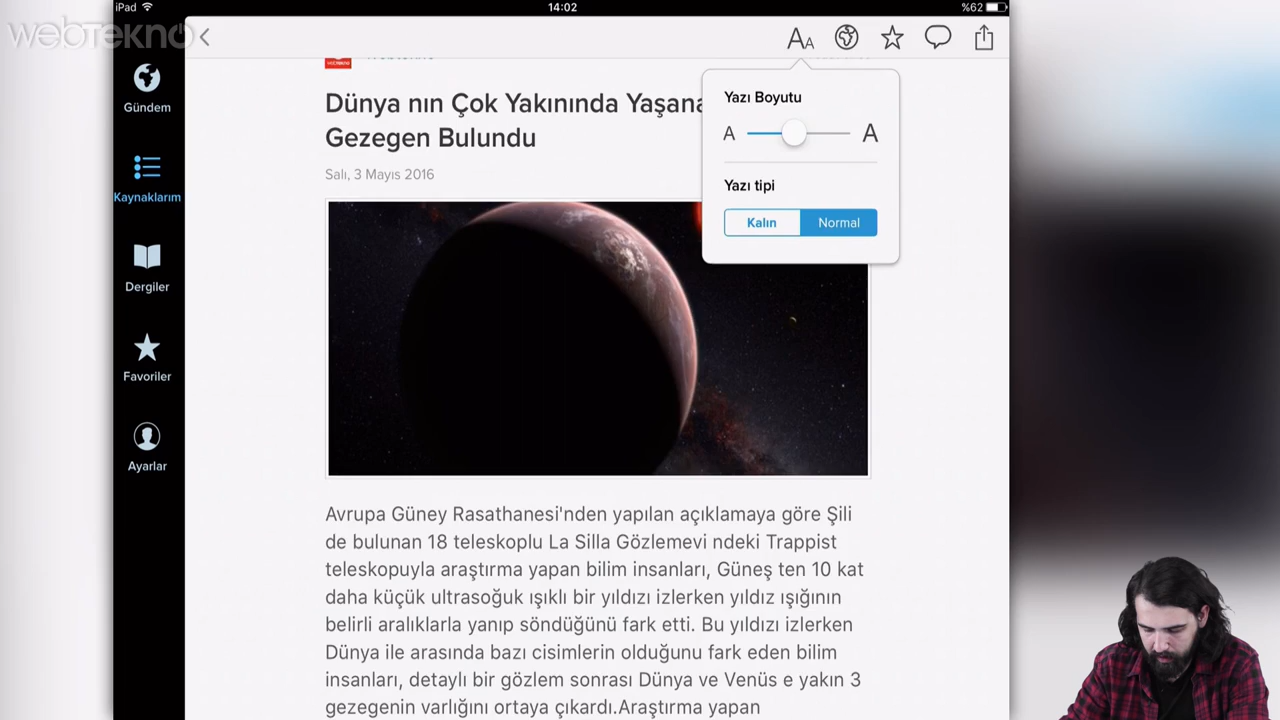 iPad
14:02
%62
webtekno
Gündem
Kaynaklarım
Dergiler
Favoriler
Ayarlar
AA
Dünya nın Çok Yakınında
Gezegen Bulundu
Salı, 3 Mayıs 2016
Yazı Boyutu
A A
Yazı tipi
Kalın Normal
Avrupa Güney Rasathanesi'nden yapılan açıklamaya göre Şili
de bulunan 18 teleskoplu La Silla Gözlemevi ndeki Trappist
teleskopuyla araştırma yapan bilim insanları, Güneş ten 10 kat
daha küçük ultrasoğuk ışıklı bir yıldızı izlerken yıldız ışığının
belirli aralıklarla yanıp söndüğünü fark etti. Bu yıldızı izlerken
Dünya ile arasında bazı cisimlerin olduğunu fark eden bilim
insanları, detaylı bir gözlem sonrası Dünya ve Venüs e yakın 3
gezegenin varlığını ortaya çıkardı.Araştırma yapan